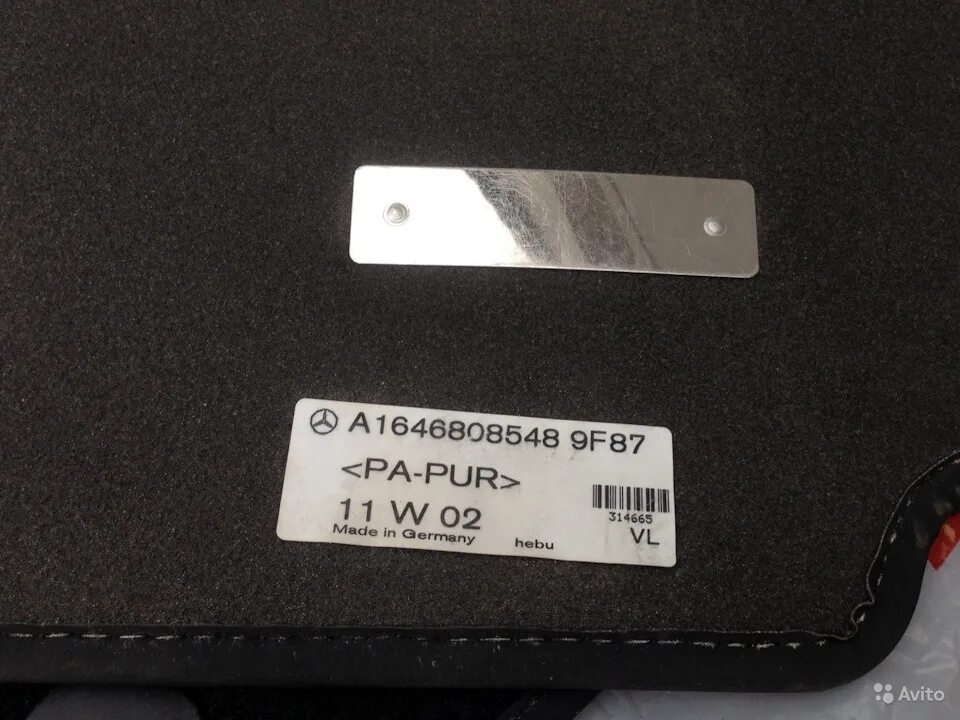 A1646808548 9F87
<PA-PUR>
11 W 02
Made in Germany
hebu
314665
VL
Avito